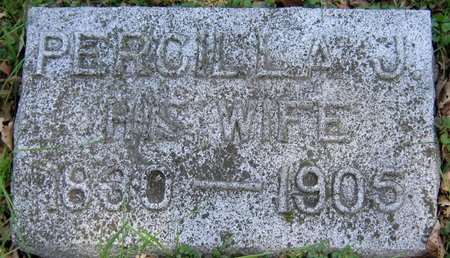 PERCILLA J.
HIS WIFE
1830 — 1905